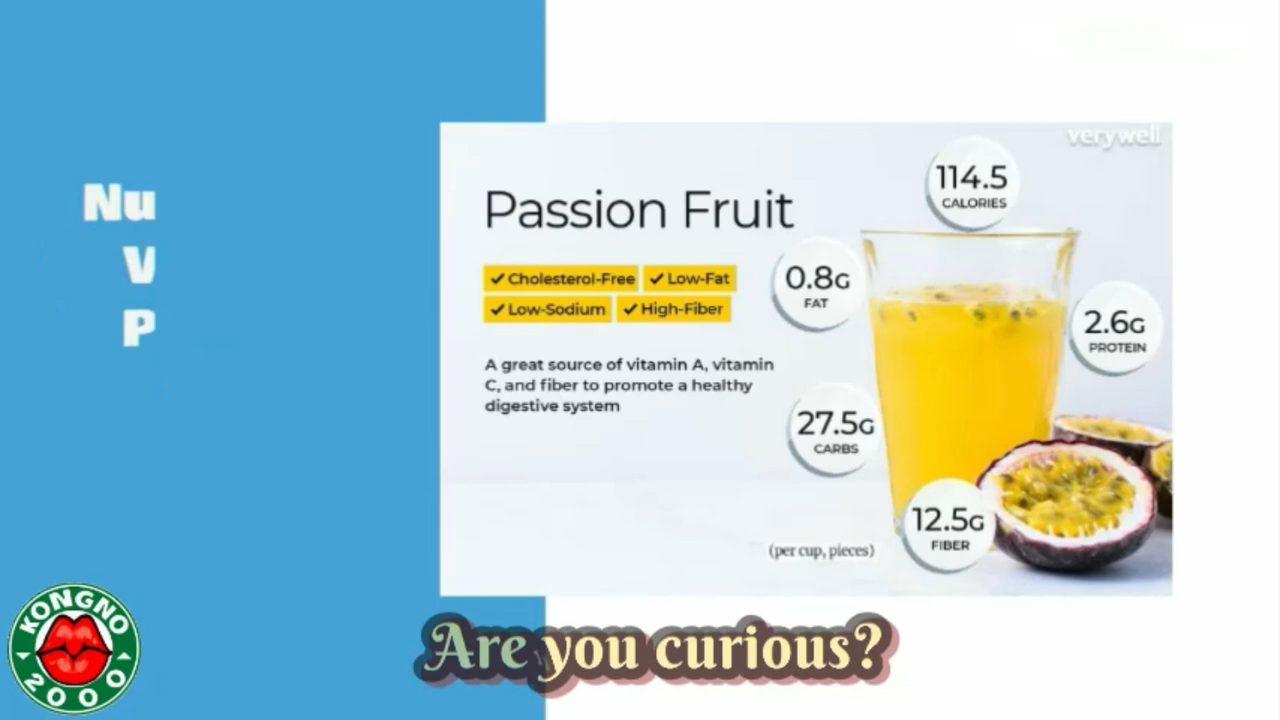 Nu
V
P
verywell
Passion Fruit
✔ Cholesterol-Free ✔ Low-Fat
✔ Low-Sodium ✔ High-Fiber
A great source of vitamin A, vitamin
C, and fiber to promote a healthy
digestive system
114.5
CALORIES
0.8G
FAT
2.6G
PROTEIN
27.5G
CARBS
12.5G
FIBER
(per cup, pieces)
KONGNO
2000
Are you curious?